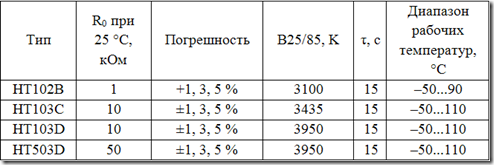 Тип | R₀ при 25 °C, кОм | Погрешность | B25/85, K | τ, с | Диапазон рабочих температур, °C
HT102B | 1 | +1, 3, 5 % | 3100 | 15 | –50...90
HT103C | 10 | ±1, 3, 5 % | 3435 | 15 | –50...110
HT103D | 10 | ±1, 3, 5 % | 3950 | 15 | –50...110
HT503D | 50 | ±1, 3, 5 % | 3950 | 15 | –50...110